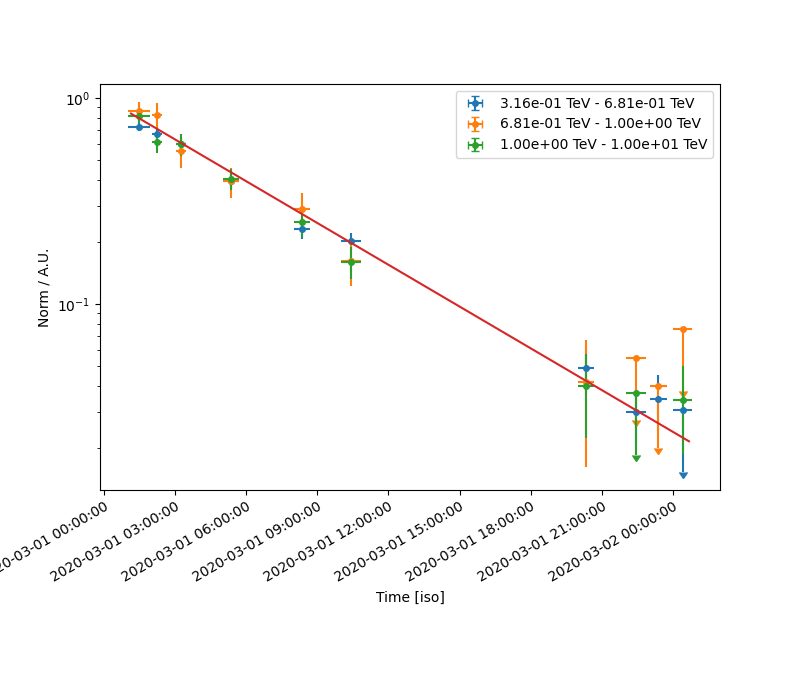 10^0
10^-1
Norm / A.U.
3.16e-01 TeV - 6.81e-01 TeV
6.81e-01 TeV - 1.00e+00 TeV
1.00e+00 TeV - 1.00e+01 TeV
20-03-01 00:00:00
2020-03-01 03:00:00
2020-03-01 06:00:00
2020-03-01 09:00:00
2020-03-01 12:00:00
2020-03-01 15:00:00
2020-03-01 18:00:00
2020-03-01 21:00:00
2020-03-02 00:00:00
Time [iso]